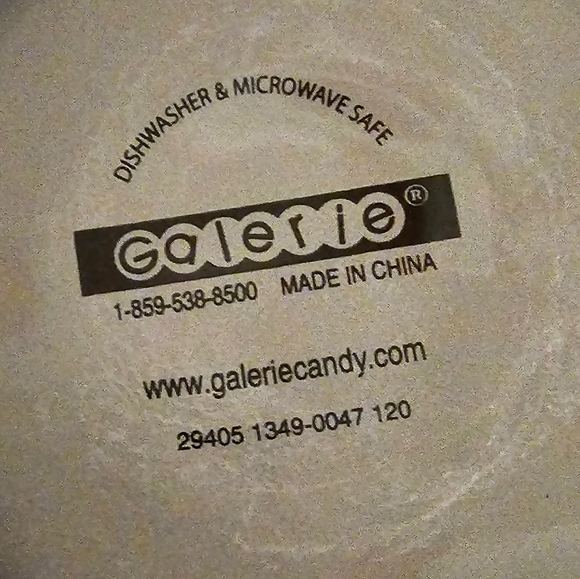 DISHWASHER & MICROWAVE SAFE
Galerie®
1-859-538-8500 MADE IN CHINA
www.galeriecandy.com
29405 1349-0047 120